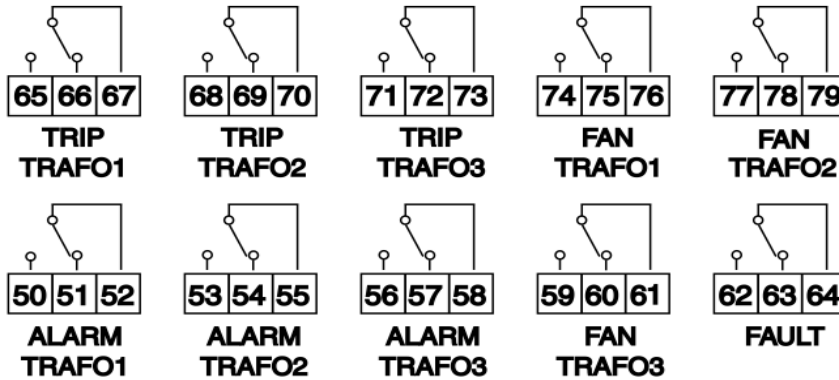 65 66 67 68 69 70 71 72 73 74 75 76 77 78 79
TRIP TRIP TRIP FAN FAN
TRAFO1 TRAFO2 TRAFO3 TRAFO1 TRAFO2
50 51 52 53 54 55 56 57 58 59 60 61 62 63 64
ALARM ALARM ALARM FAN FAULT
TRAFO1 TRAFO2 TRAFO3 TRAFO3